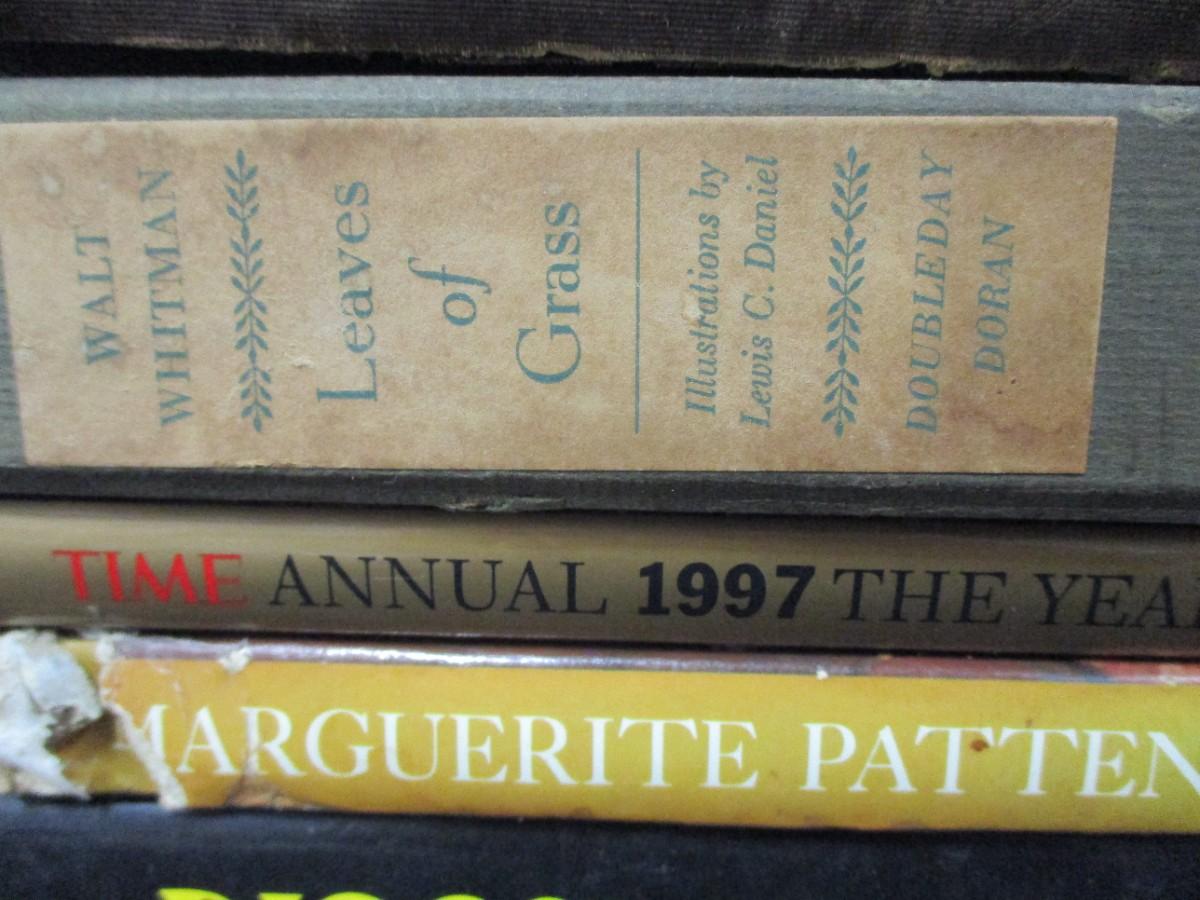 WALT
WHITMAN
Leaves
of
Grass
Illustrations by
Lewis C. Daniel
DOUBLEDAY
DORAN
TIME ANNUAL 1997 THE YEA
MARGUERITE PATTEN